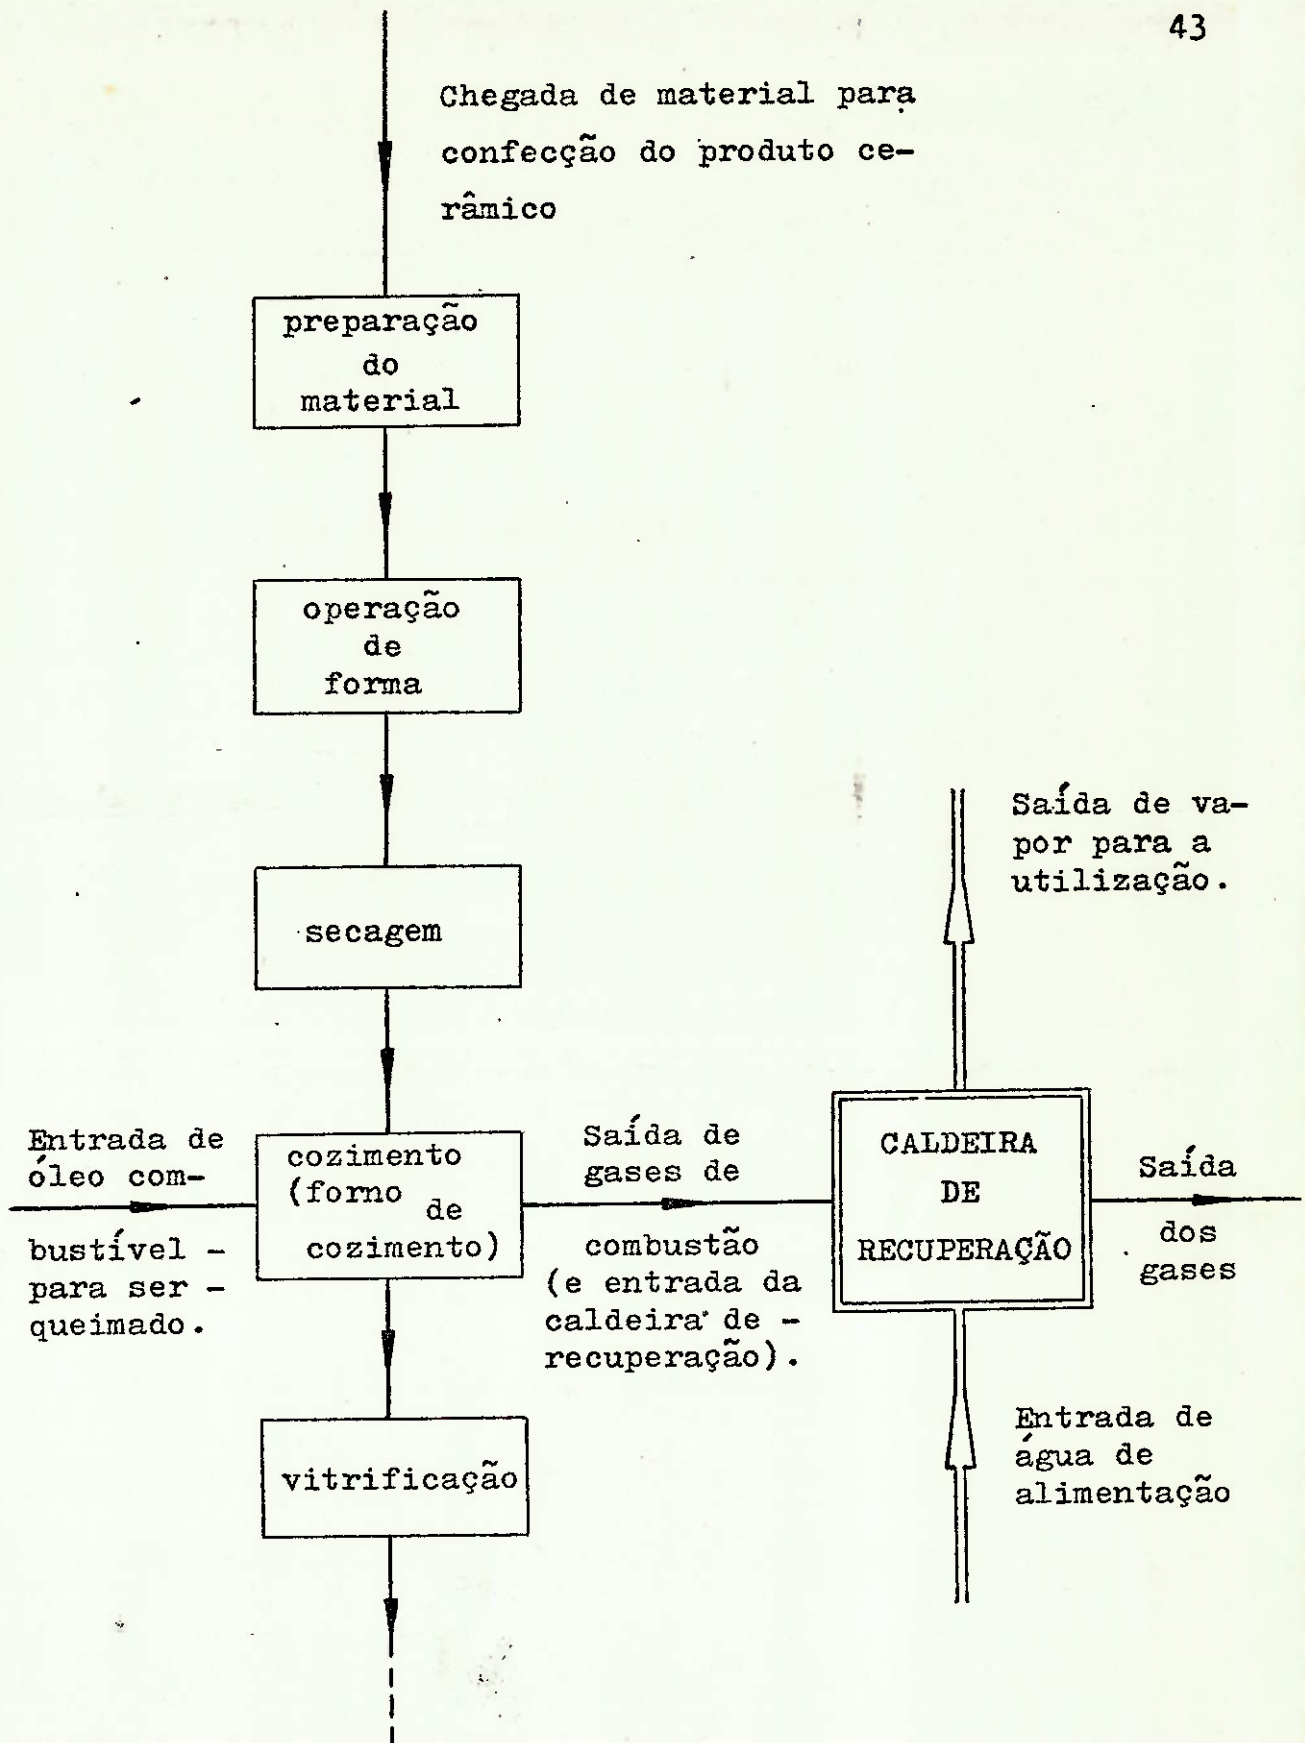 43
Chegada de material para
confecção do produto ce-
râmico
preparação
do
material
operação
de
forma
secagem
Entrada de
óleo com-
bustível -
para ser -
queimado.
cozimento
(forno
de
cozimento)
Saída de
gases de
combustão
(e entrada da
caldeira de -
recuperação).
Saída de va-
por para a
utilização.
CALDEIRA
DE
RECUPERAÇÃO
Saída
dos
gases
Entrada de
água de
alimentação
vitrificação